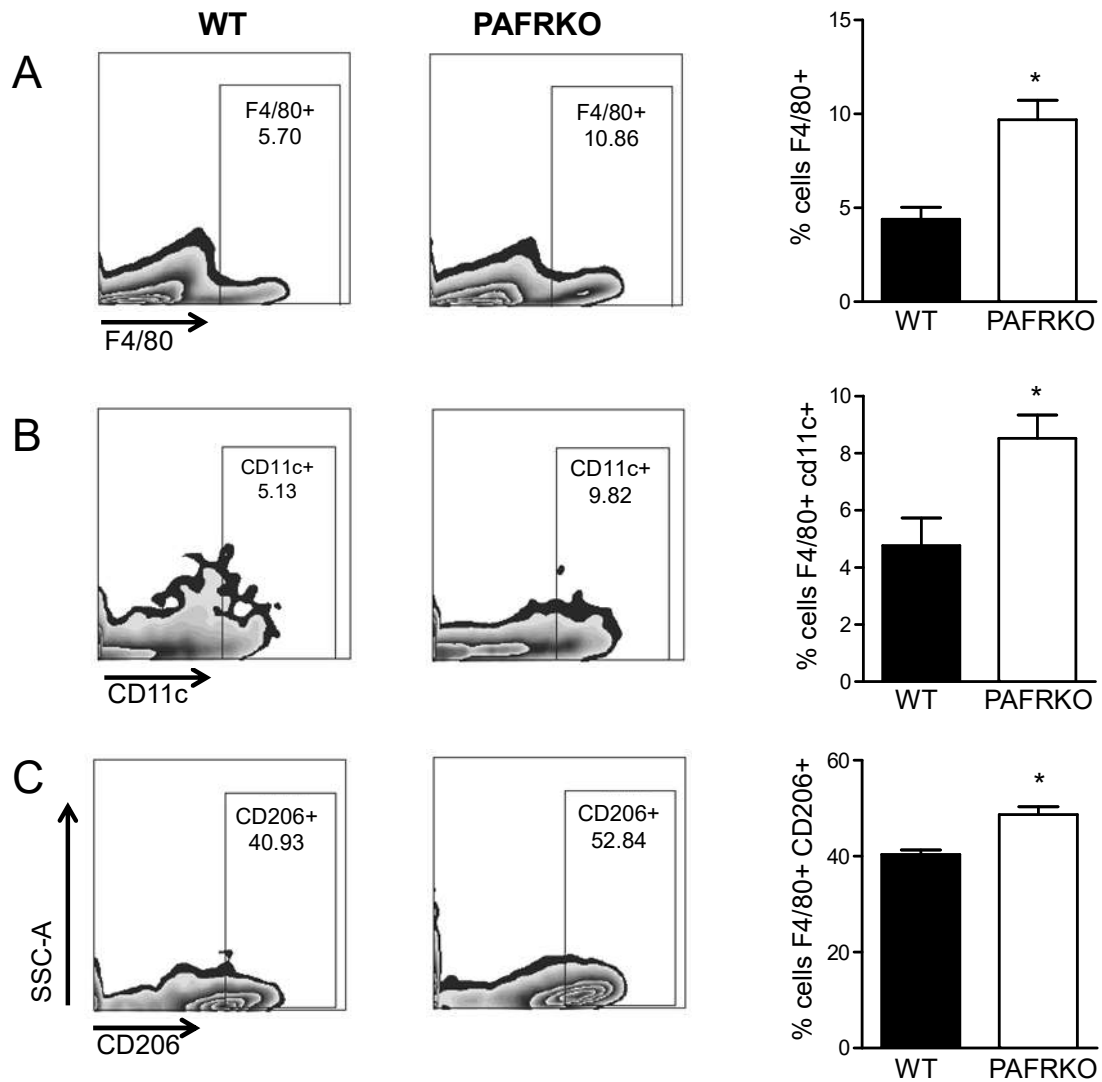 WT PAFRKO
A
F4/80+
5.70
F4/80+
10.86
F4/80
% cells F4/80+
15
10
5
0
*
WT PAFRKO
B
CD11c+
5.13
CD11c+
9.82
CD11c
% cells F4/80+ cd11c+
10
8
6
4
2
0
*
WT PAFRKO
C
CD206+
40.93
CD206+
52.84
SSC-A
CD206
% cells F4/80+ CD206+
60
40
20
0
*
WT PAFRKO